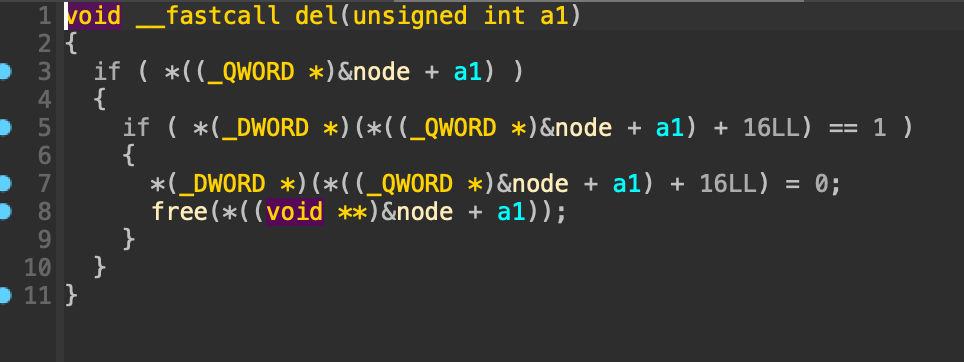 1 void __fastcall del(unsigned int a1)
2 {
3 if ( *((_QWORD *)&node + a1) )
4 {
5 if ( *(_DWORD *)(*((_QWORD *)&node + a1) + 16LL) == 1 )
6 {
7 *(_DWORD *)(*((_QWORD *)&node + a1) + 16LL) = 0;
8 free(*((void **)&node + a1));
9 }
10 }
11 }